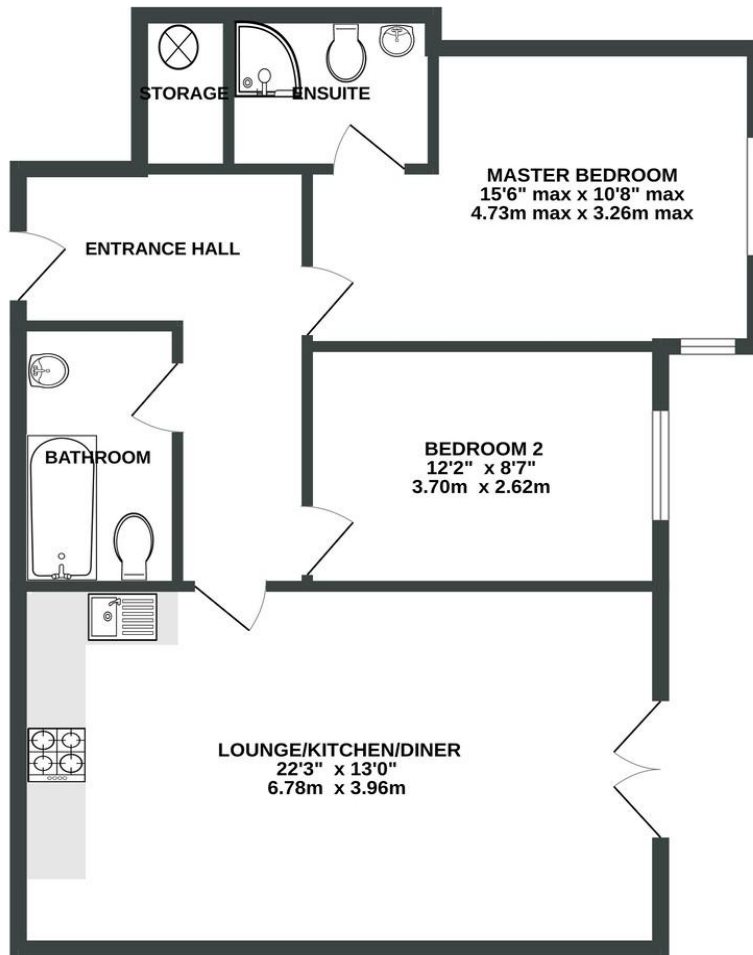 STORAGE
ENSUITE
MASTER BEDROOM
15'6" max x 10'8" max
4.73m max x 3.26m max
ENTRANCE HALL
BEDROOM 2
12'2" x 8'7"
3.70m x 2.62m
BATHROOM
LOUNGE/KITCHEN/DINER
22'3" x 13'0"
6.78m x 3.96m